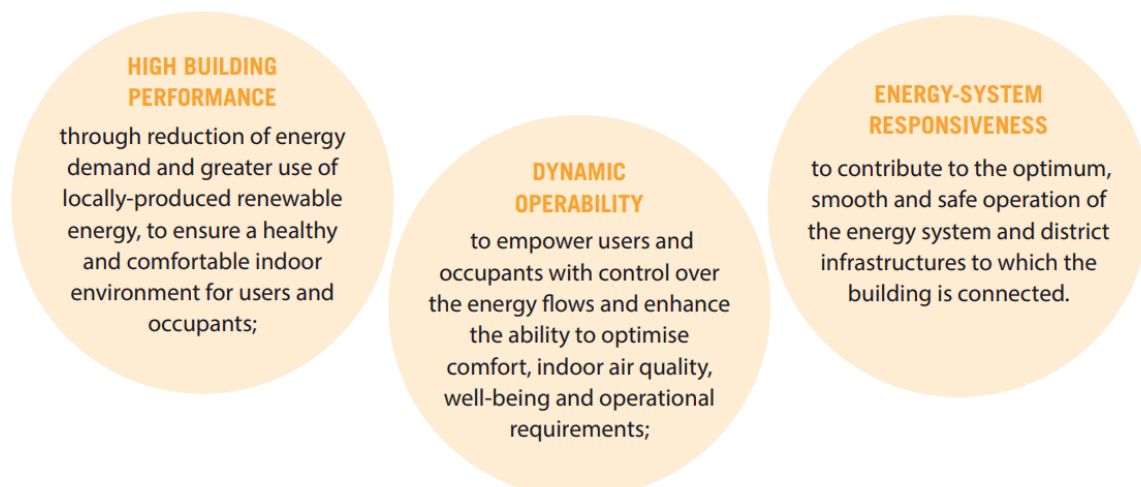 HIGH BUILDING
PERFORMANCE
through reduction of energy
demand and greater use of
locally-produced renewable
energy, to ensure a healthy
and comfortable indoor
environment for users and
occupants;
DYNAMIC
OPERABILITY
to empower users and
occupants with control over
the energy flows and enhance
the ability to optimise
comfort, indoor air quality,
well-being and operational
requirements;
ENERGY-SYSTEM
RESPONSIVENESS
to contribute to the optimum,
smooth and safe operation of
the energy system and district
infrastructures to which the
building is connected.